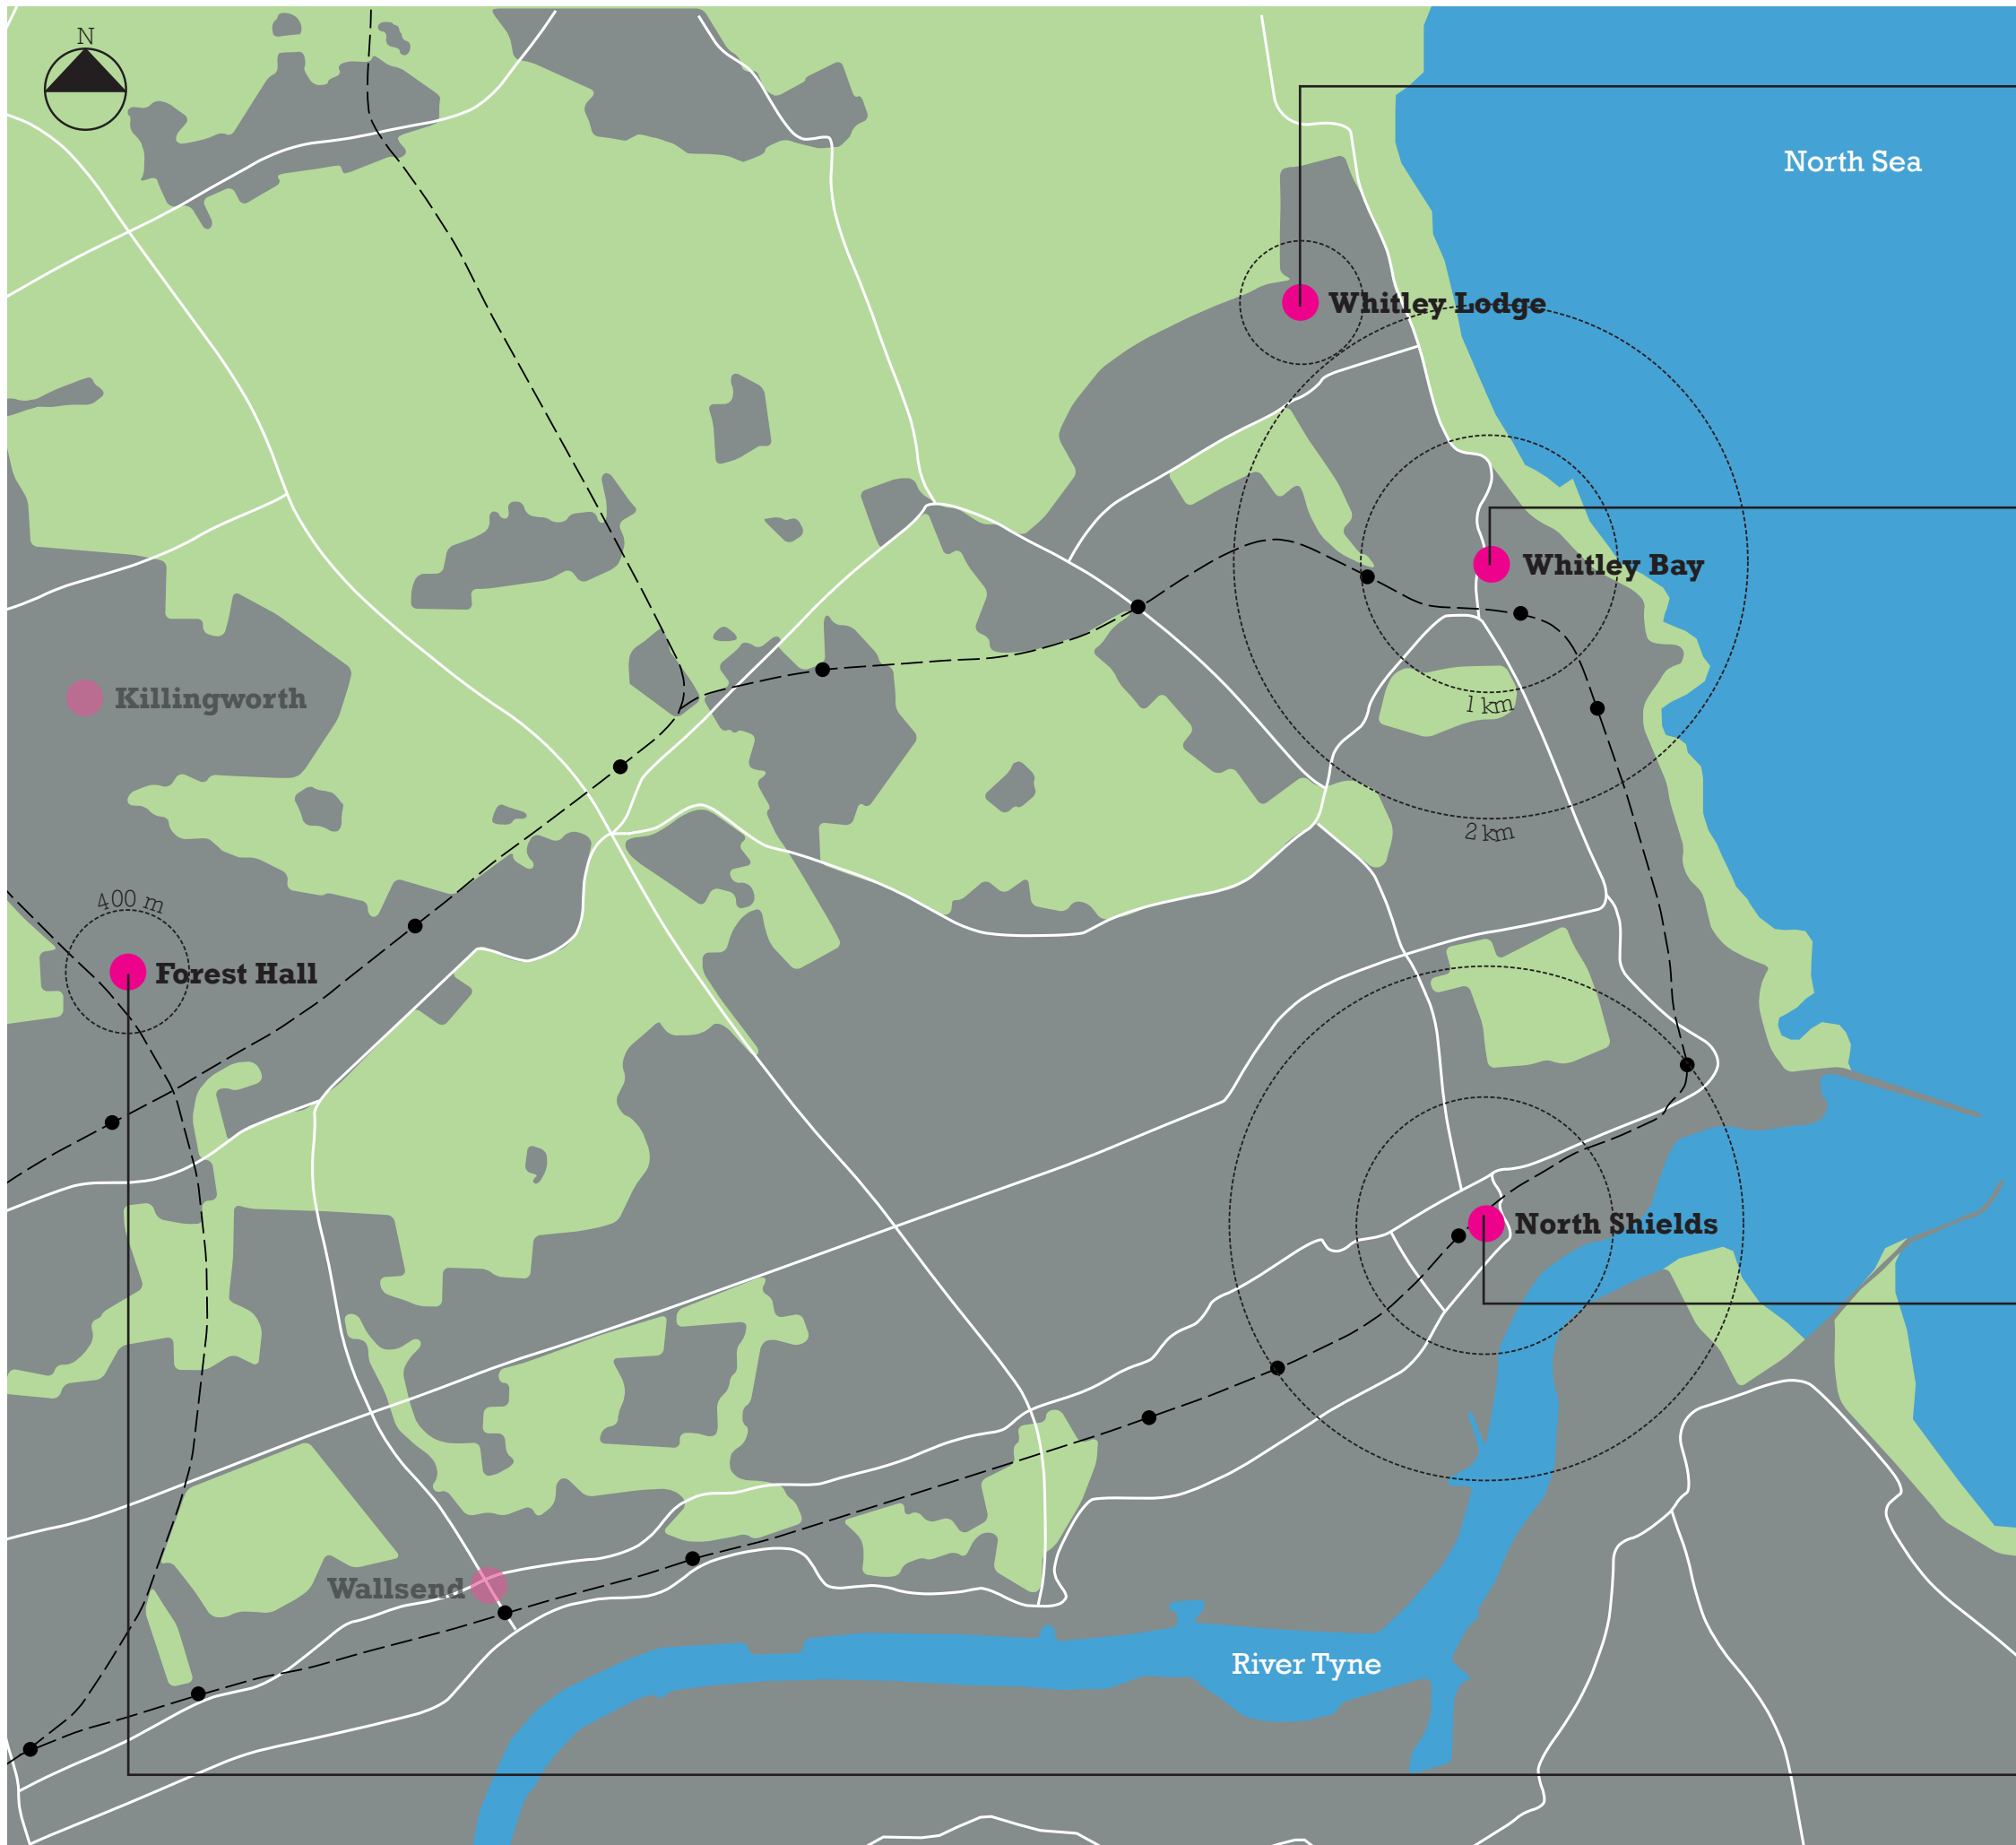 N
North Sea
Whitley Lodge
Whitley Bay
Killingworth
1 km
2 km
400 m
Forest Hall
North Shields
Wallsend
River Tyne